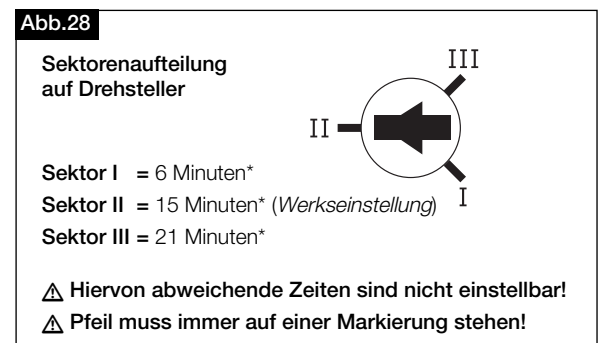 Abb.28
Sektorenaufteilung
auf Drehsteller
III
II
I
Sektor I = 6 Minuten*
Sektor II = 15 Minuten* (Werkseinstellung)
Sektor III = 21 Minuten*
⚠ Hiervon abweichende Zeiten sind nicht einstellbar!
⚠ Pfeil muss immer auf einer Markierung stehen!